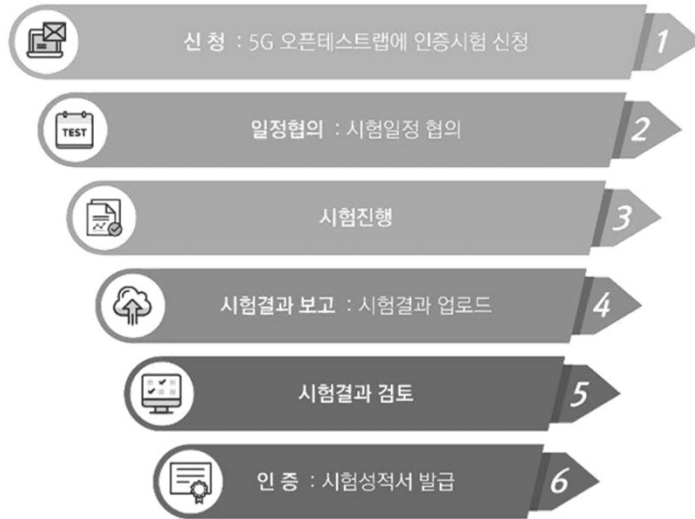 신 청 : 5G 오픈테스트랩에 인증시험 신청 1
TEST 일정협의 : 시험일정 협의 2
시험진행 3
시험결과 보고 : 시험결과 업로드 4
시험결과 검토 5
인 증 : 시험성적서 발급 6